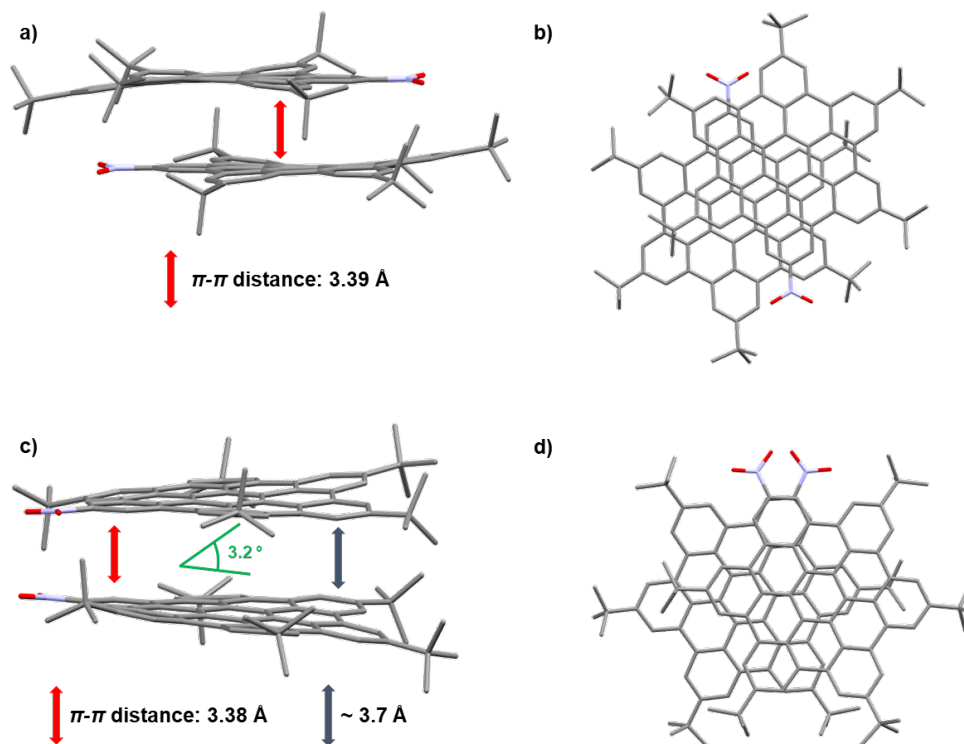 a)
b)
π-π distance: 3.39 Å
c)
d)
3.2 °
π-π distance: 3.38 Å
~ 3.7 Å